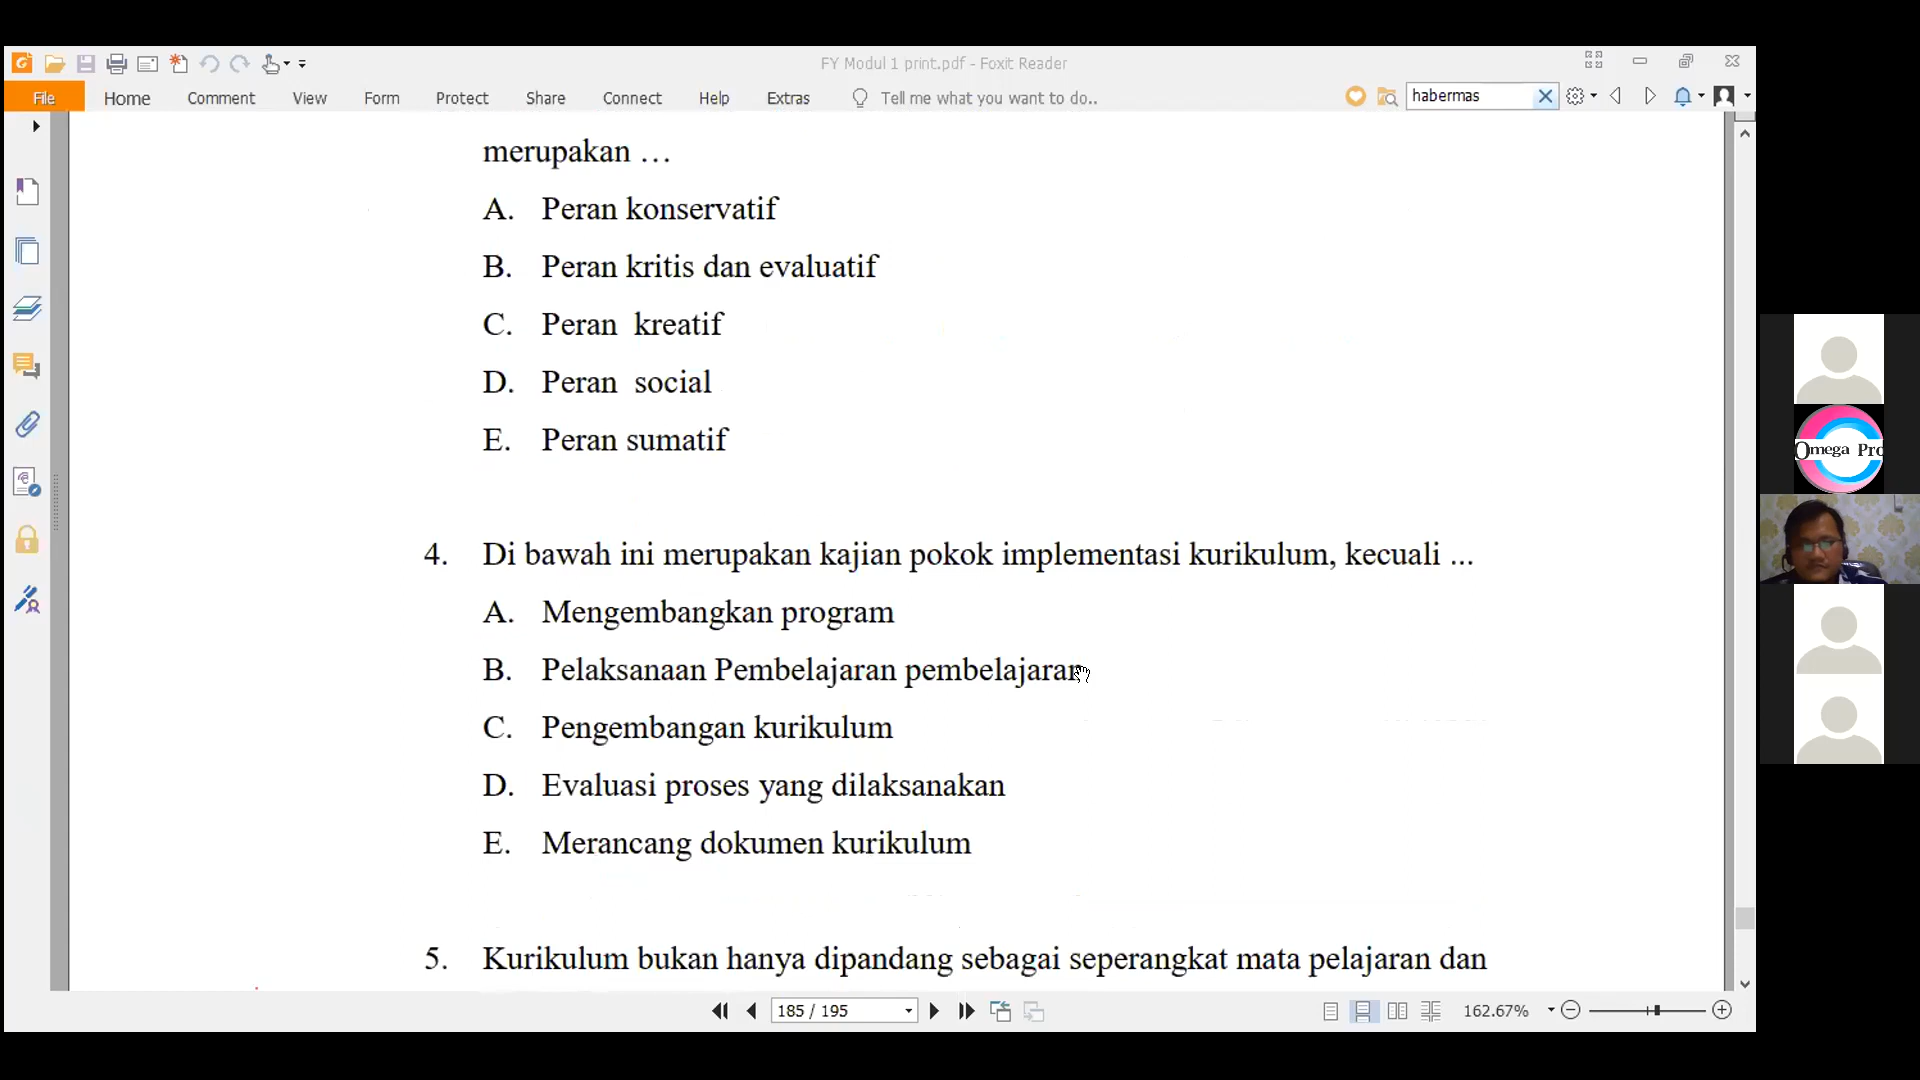 FY Modul 1 print.pdf - Foxit Reader
File Home Comment View Form Protect Share Connect Help Extras Tell me what you want to do.. habermas
merupakan …
A. Peran konservatif
B. Peran kritis dan evaluatif
C. Peran kreatif
D. Peran social
E. Peran sumatif
4. Di bawah ini merupakan kajian pokok implementasi kurikulum, kecuali ...
A. Mengembangkan program
B. Pelaksanaan Pembelajaran pembelajaran
C. Pengembangan kurikulum
D. Evaluasi proses yang dilaksanakan
E. Merancang dokumen kurikulum
5. Kurikulum bukan hanya dipandang sebagai seperangkat mata pelajaran dan
185 / 195
162.67%
Omega Pro